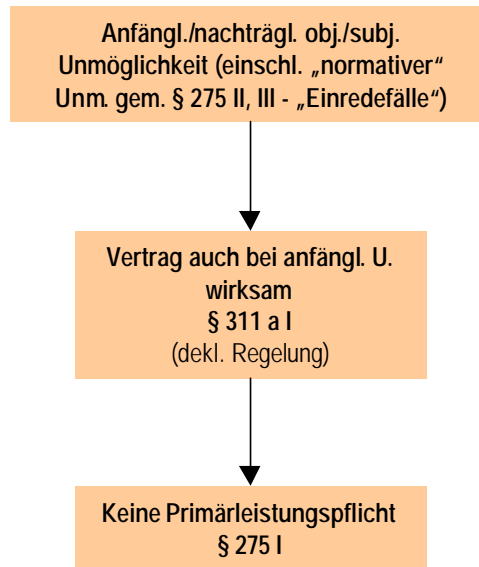 Anfängl./nachträgl. obj./subj.
Unmöglichkeit (einschl. „normativer“
Unm. gem. § 275 II, III - „Einredefälle“)
Vertrag auch bei anfängl. U.
wirksam
§ 311 a I
(dekl. Regelung)
Keine Primärleistungspflicht
§ 275 I